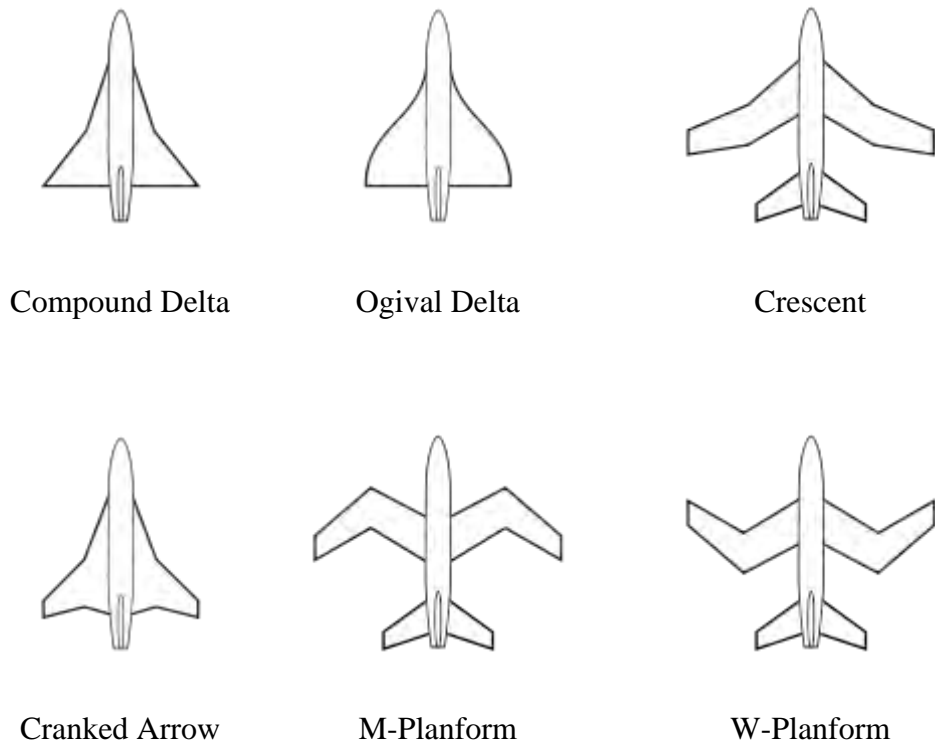 Compound Delta
Ogival Delta
Crescent
Cranked Arrow
M-Planform
W-Planform